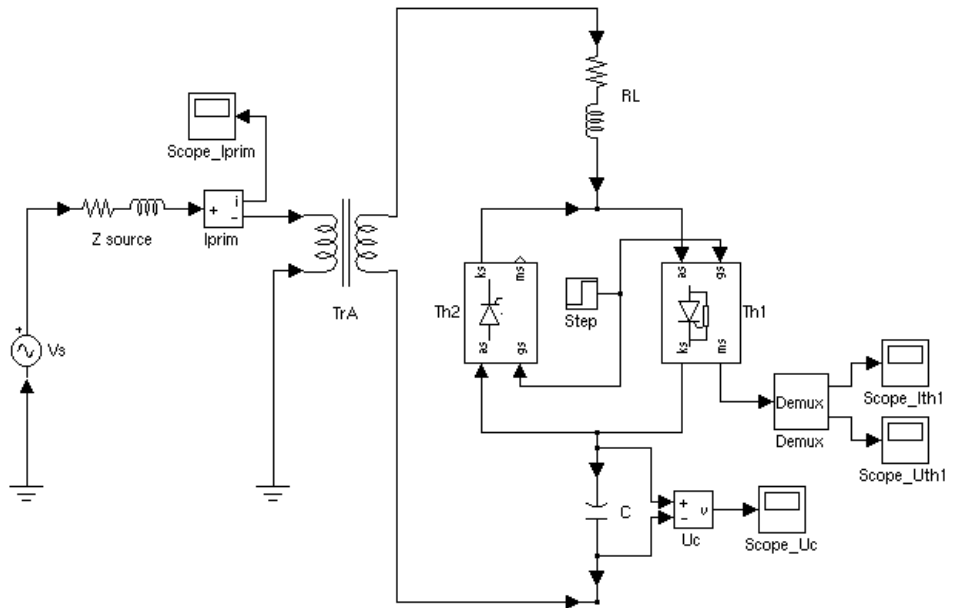 RL
Scope_Iprim
i
+
−
Z source
Iprim
TrA
+
Vs
ks
ms
Th2
as
gs
Step
as
gs
Th1
ks
ms
Demux
Demux
Scope_Ith1
Scope_Uth1
C
+
−
v
Uc
Scope_Uc